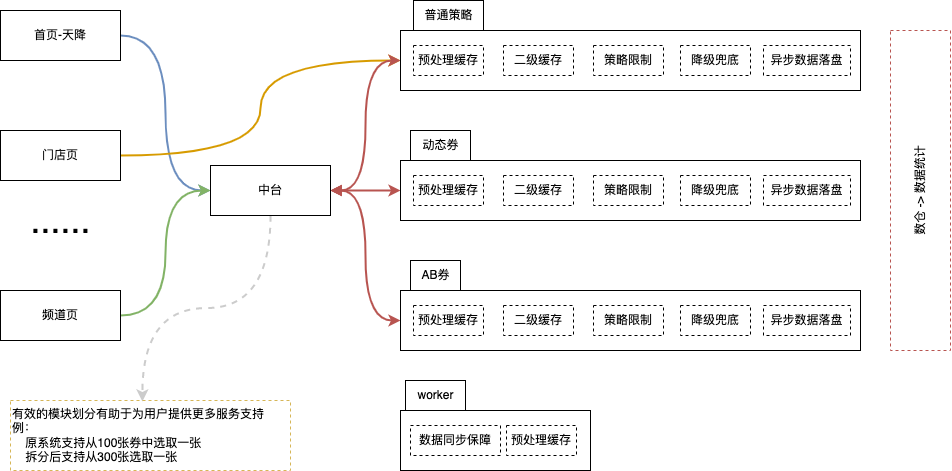 普通策略
首页-天降
预处理缓存
二级缓存
策略限制
降级兜底
异步数据落盘
门店页
动态券
中台
预处理缓存
二级缓存
策略限制
降级兜底
异步数据落盘
数仓 -> 数据统计
......
AB券
频道页
预处理缓存
二级缓存
策略限制
降级兜底
异步数据落盘
worker
数据同步保障
预处理缓存
有效的模块划分有助于为用户提供更多服务支持
例:
原系统支持从100张券中选取一张
拆分后支持从300张选取一张